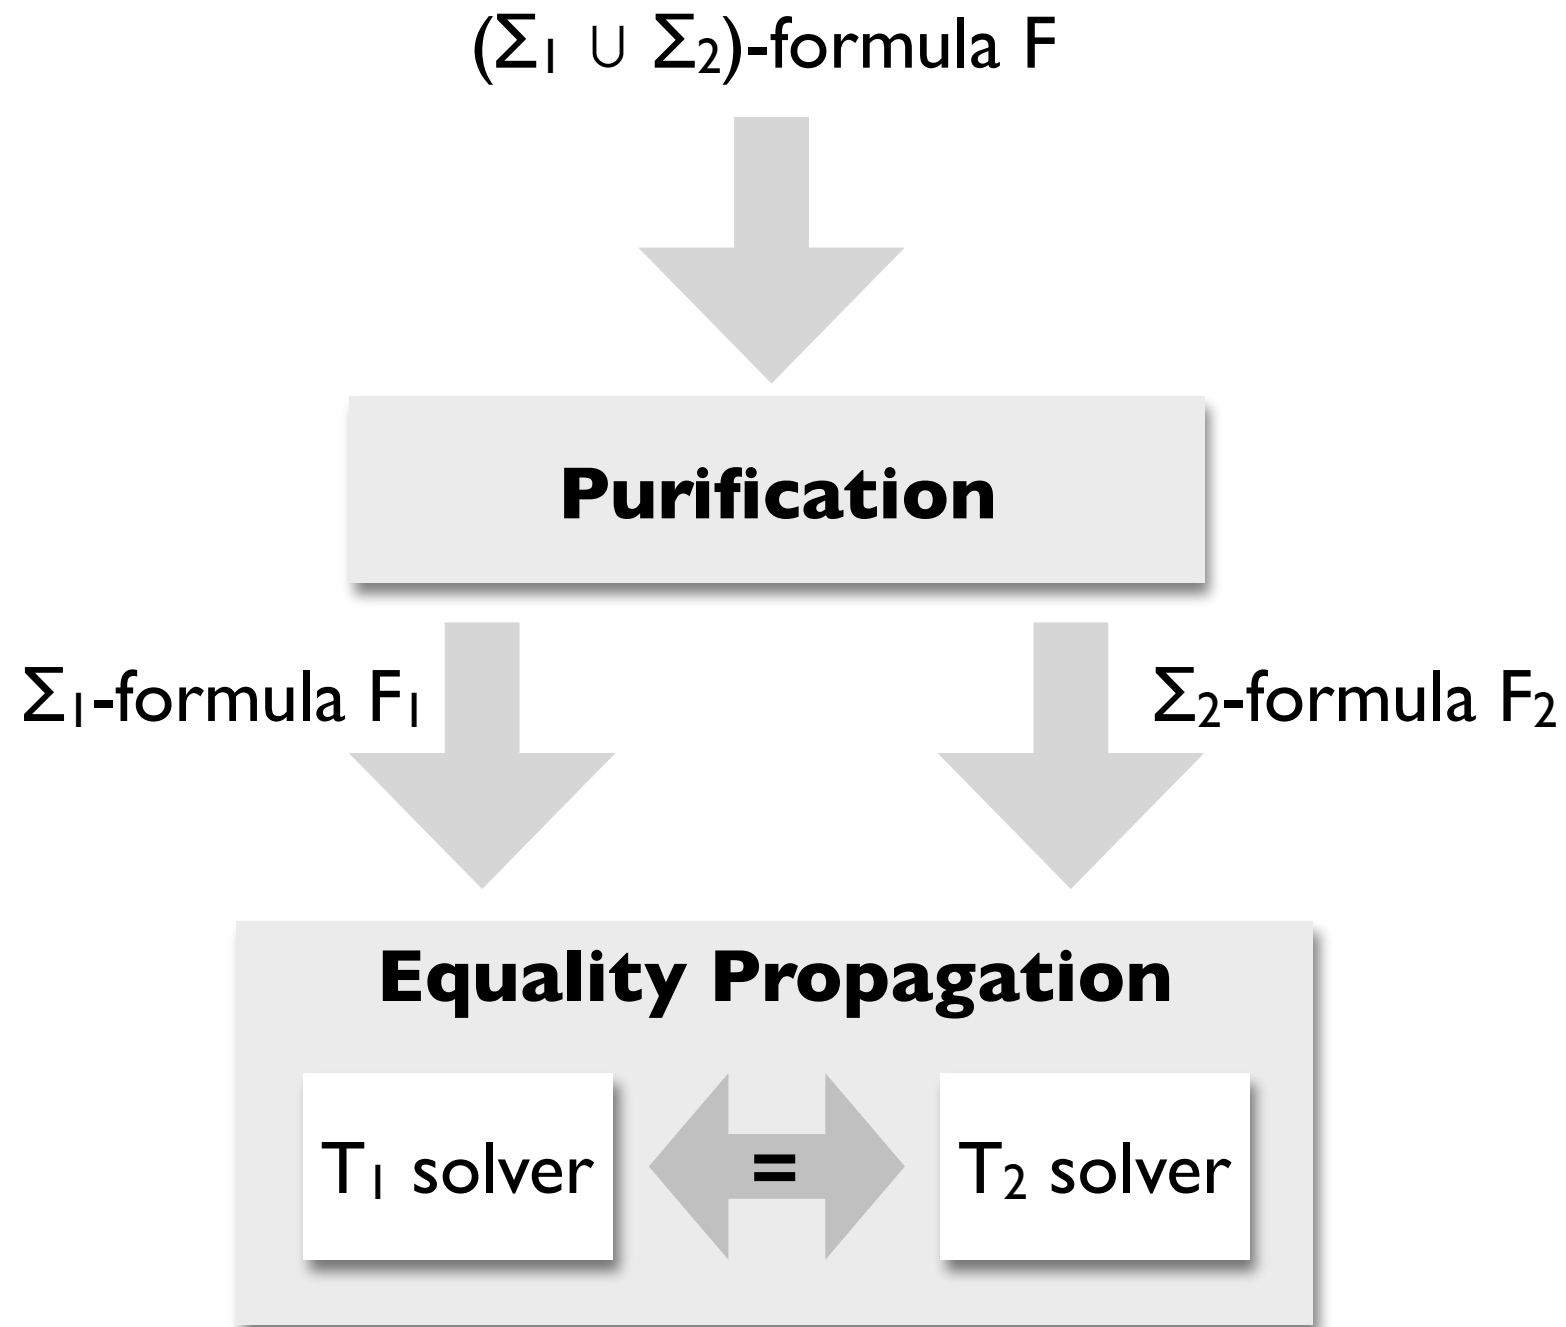 (Σ₁ ∪ Σ₂)-formula F
Purification
Σ₁-formula F₁
Σ₂-formula F₂
Equality Propagation
T₁ solver
=
T₂ solver